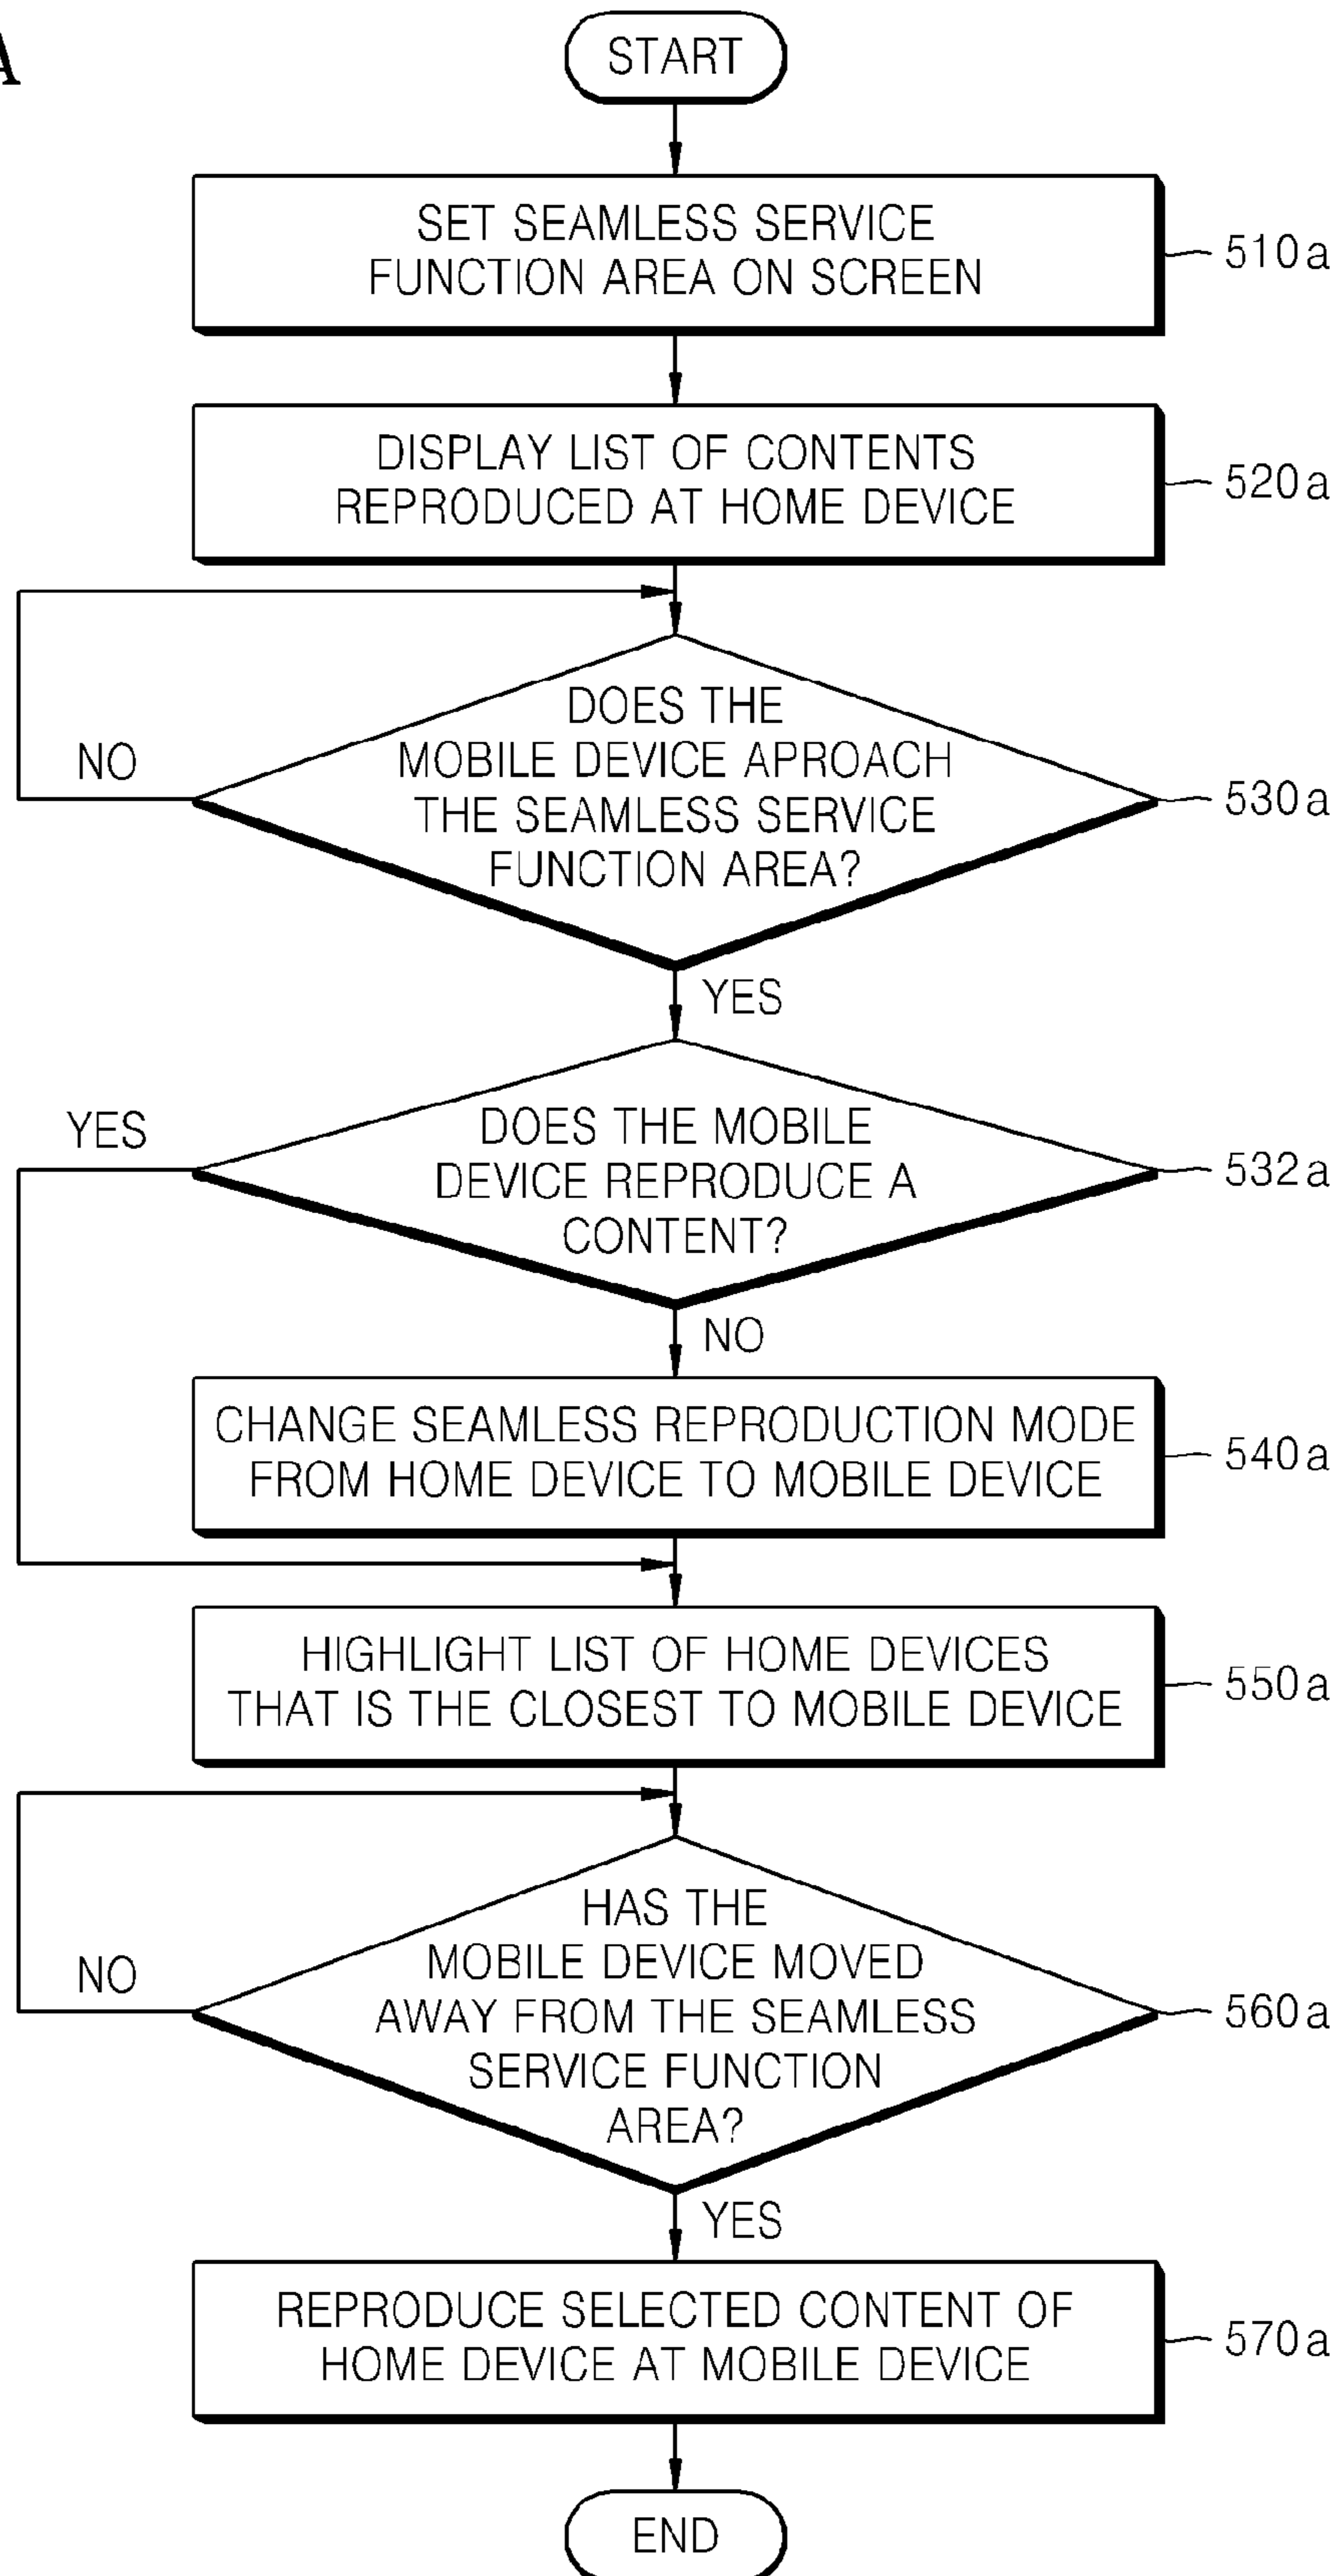 A
START
SET SEAMLESS SERVICE
FUNCTION AREA ON SCREEN
510a
DISPLAY LIST OF CONTENTS
REPRODUCED AT HOME DEVICE
520a
DOES THE
MOBILE DEVICE APROACH
THE SEAMLESS SERVICE
FUNCTION AREA?
NO
530a
YES
DOES THE MOBILE
DEVICE REPRODUCE A
CONTENT?
YES
532a
NO
CHANGE SEAMLESS REPRODUCTION MODE
FROM HOME DEVICE TO MOBILE DEVICE
540a
HIGHLIGHT LIST OF HOME DEVICES
THAT IS THE CLOSEST TO MOBILE DEVICE
550a
HAS THE
MOBILE DEVICE MOVED
AWAY FROM THE SEAMLESS
SERVICE FUNCTION
AREA?
NO
560a
YES
REPRODUCE SELECTED CONTENT OF
HOME DEVICE AT MOBILE DEVICE
570a
END